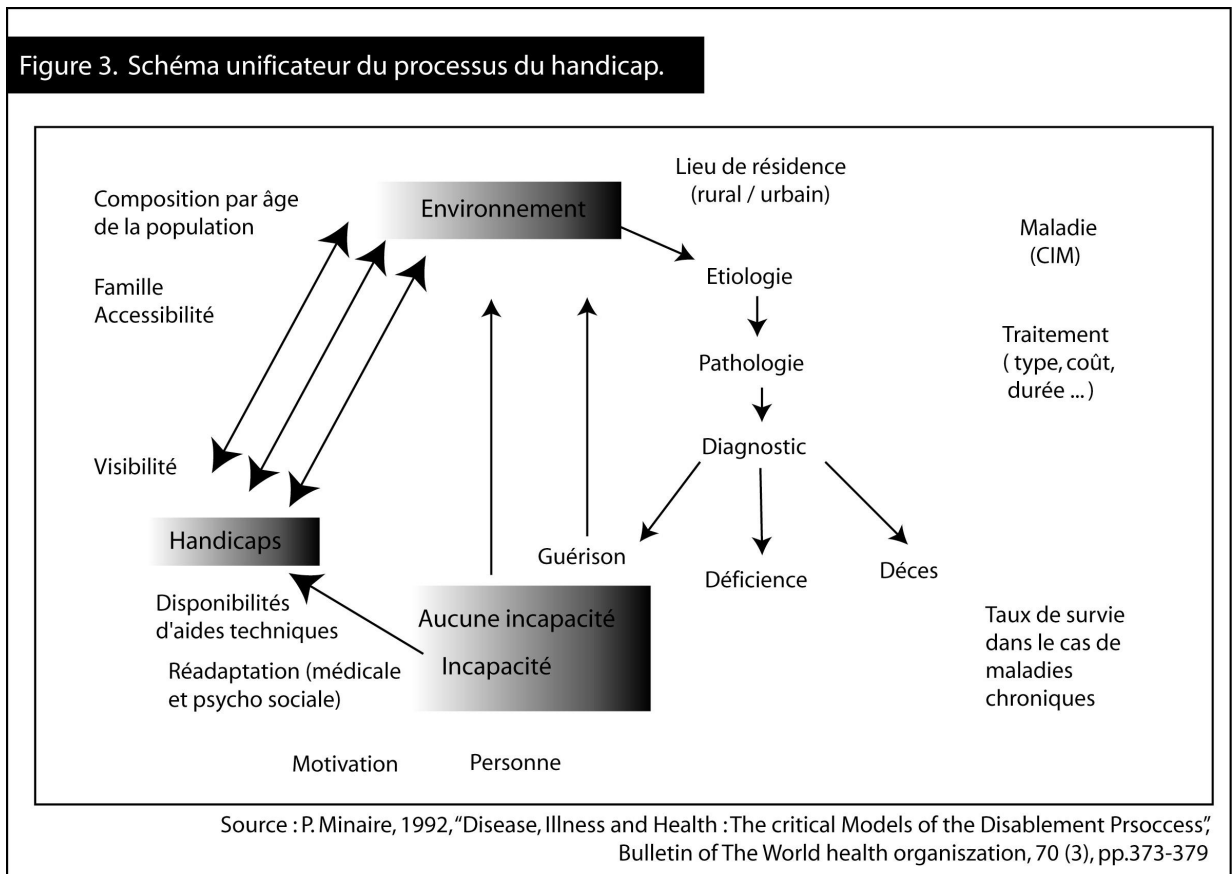 Figure 3. Schéma unificateur du processus du handicap.
Lieu de résidence
(rural / urbain)
Composition par âge
de la population
Environnement
Maladie
(CIM)
Etiologie
Famille
Accessibilité
Traitement
( type, coût,
durée ... )
Pathologie
Diagnostic
Visibilité
Handicaps
Guérison
Déficience
Déces
Disponibilités
d'aides techniques
Aucune incapacité
Incapacité
Réadaptation (médicale
et psycho sociale)
Taux de survie
dans le cas de
maladies
chroniques
Motivation
Personne
Source : P. Minaire, 1992, “Disease, Illness and Health : The critical Models of the Disablement Prsoccess”,
Bulletin of The World health organiszation, 70 (3), pp.373-379